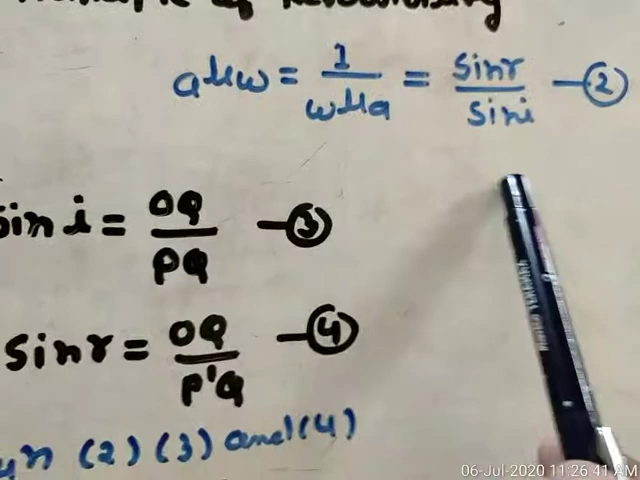 of
aμw = 1/wμa = sinr/sini —②
sin i = OQ/PQ —③
sinr = OQ/P'Q —④
(2) (3) and (4)
06-Jul-2020 11:26:41 AM